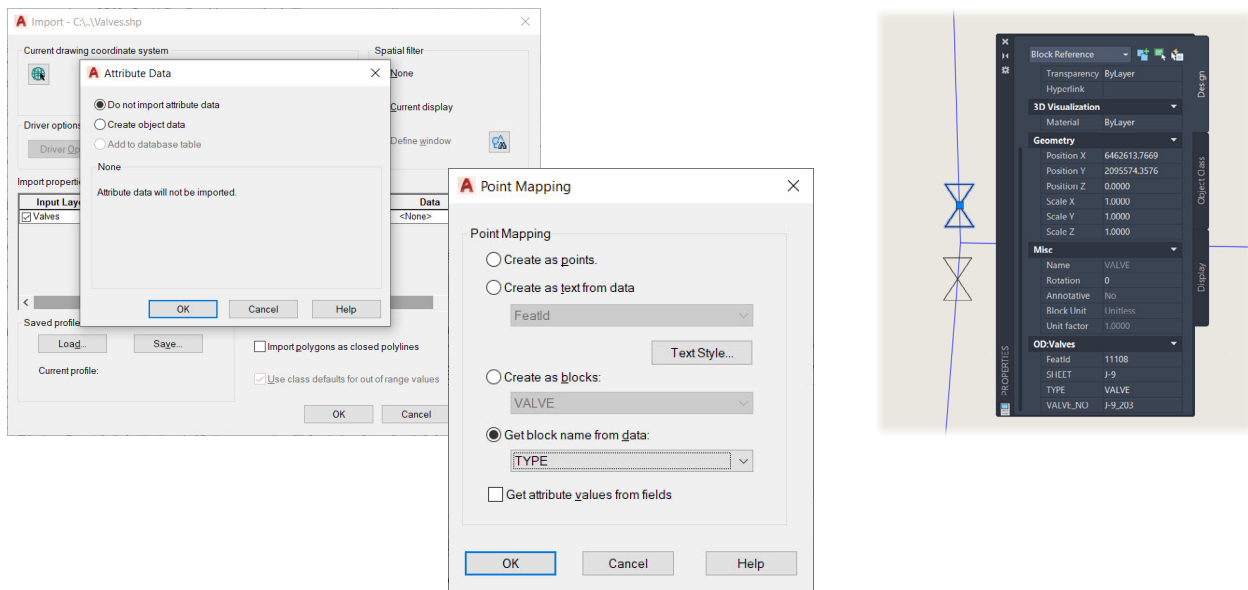 Import - C:\..\Valves.shp
Current drawing coordinate system
Spatial filter
None
Current display
Define window
Driver options
Driver Op
Import properti
Input Lay
Data
Valves
<None>
Saved profile
Load...
Save...
Current profile:
Import polygons as closed polylines
Use class defaults for out of range values
OK
Cancel
Attribute Data
Do not import attribute data
Create object data
Add to database table
None
Attribute data will not be imported.
OK Cancel Help
Point Mapping
Point Mapping
Create as points.
Create as text from data
FeatId
Text Style...
Create as blocks:
VALVE
Get block name from data:
TYPE
Get attribute values from fields
OK Cancel Help
Block Reference
Transparency ByLayer
Hyperlink
3D Visualization
Material ByLayer
Geometry
Position X 6462613.7669
Position Y 2095574.3576
Position Z 0.0000
Scale X 1.0000
Scale Y 1.0000
Scale Z 1.0000
Misc
Name VALVE
Rotation 0
Annotative No
Block Unit Unitless
Unit factor 1.0000
OD:Valves
FeatId 11108
SHEET J-9
TYPE VALVE
VALVE_NO J-9_203
PROPERTIES
Design
Object Class
Display